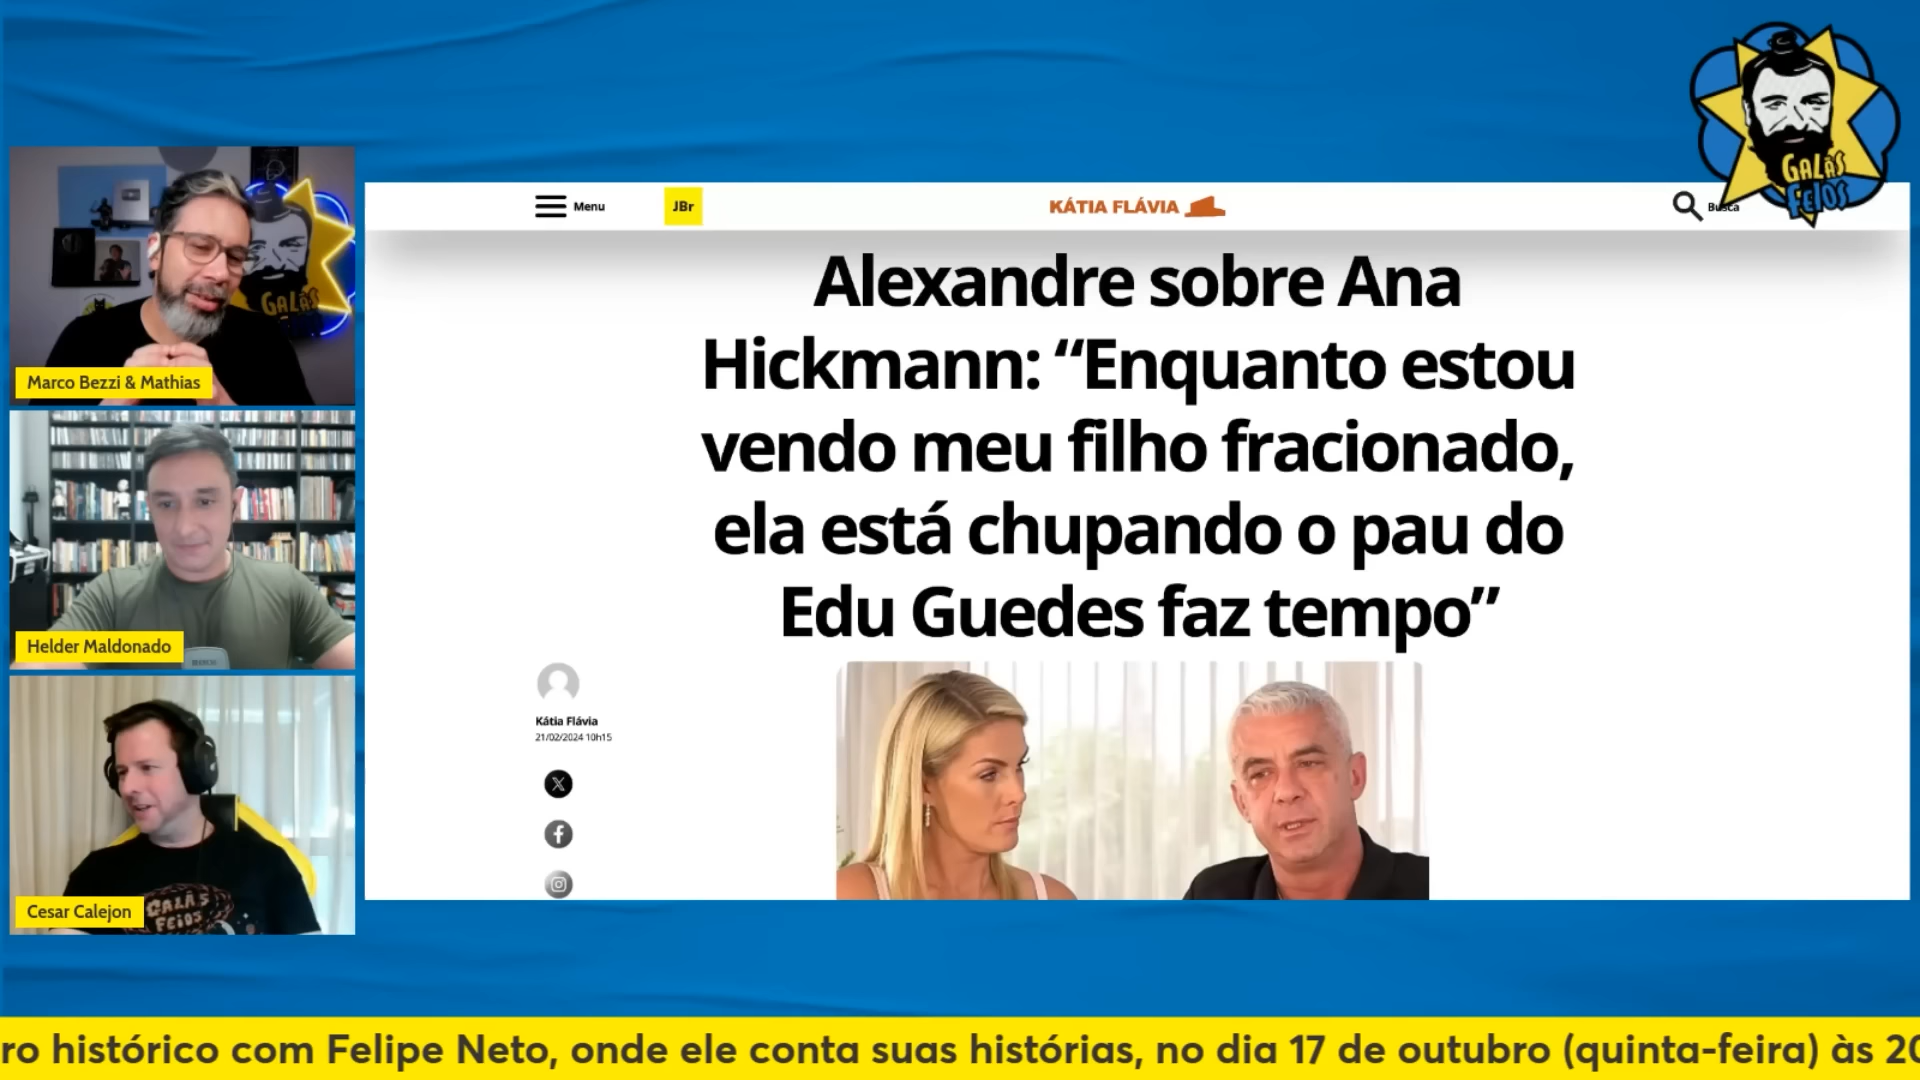 GALÃS
FEIOS
Menu
JBr
KÁTIA FLÁVIA
Busca
Alexandre sobre Ana
Hickmann: “Enquanto estou
vendo meu filho fracionado,
ela está chupando o pau do
Edu Guedes faz tempo”
Kátia Flávia
21/02/2024 10h15
GALÃS
Marco Bezzi & Mathias
Helder Maldonado
GALÃS
FEIOS
Cesar Calejon
ro histórico com Felipe Neto, onde ele conta suas histórias, no dia 17 de outubro (quinta-feira) às 20